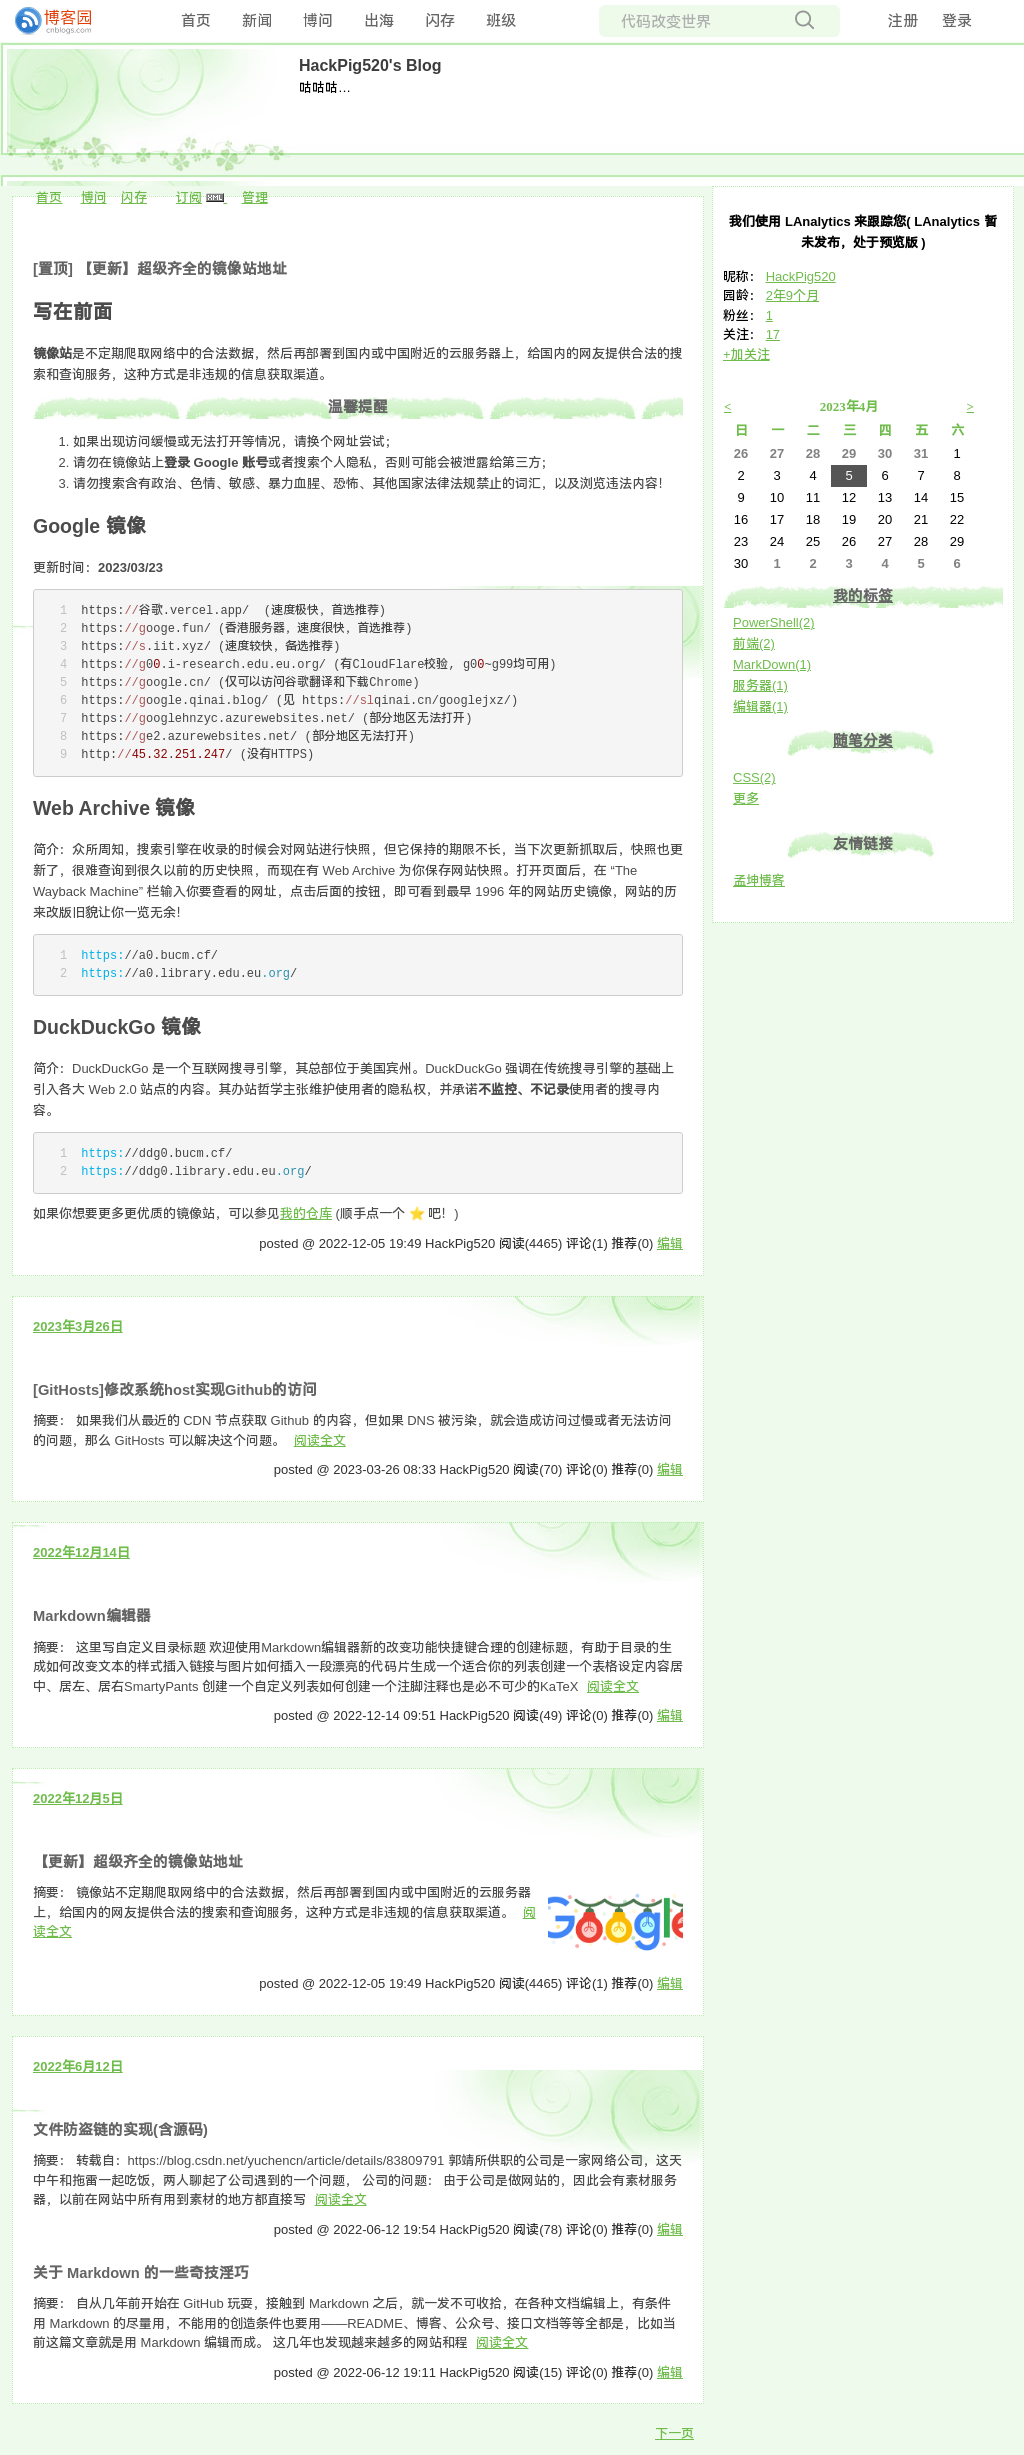 博客园
cnblogs.com
首页 新闻 博问 出海 闪存 班级
代码改变世界
注册 登录
HackPig520's Blog
咕咕咕…
首页 博问 闪存 订阅 XML 管理
[置顶] 【更新】超级齐全的镜像站地址
写在前面
镜像站是不定期爬取网络中的合法数据，然后再部署到国内或中国附近的云服务器上，给国内的网友提供合法的搜
索和查询服务，这种方式是非违规的信息获取渠道。
温馨提醒
1. 如果出现访问缓慢或无法打开等情况，请换个网址尝试；
2. 请勿在镜像站上登录 Google 账号或者搜索个人隐私，否则可能会被泄露给第三方；
3. 请勿搜索含有政治、色情、敏感、暴力血腥、恐怖、其他国家法律法规禁止的词汇，以及浏览违法内容！
Google 镜像
更新时间：2023/03/23
1 https://谷歌.vercel.app/  (速度极快，首选推荐)
2 https://googe.fun/ (香港服务器，速度很快，首选推荐)
3 https://s.iit.xyz/ (速度较快，备选推荐)
4 https://g00.i-research.edu.eu.org/ (有CloudFlare校验, g00~g99均可用)
5 https://google.cn/ (仅可以访问谷歌翻译和下载Chrome)
6 https://google.qinai.blog/ (见 https://slqinai.cn/googlejxz/)
7 https://googlehnzyc.azurewebsites.net/ (部分地区无法打开)
8 https://ge2.azurewebsites.net/ (部分地区无法打开)
9 http://45.32.251.247/ (没有HTTPS)
Web Archive 镜像
简介：众所周知，搜索引擎在收录的时候会对网站进行快照，但它保持的期限不长，当下次更新抓取后，快照也更
新了，很难查询到很久以前的历史快照，而现在有 Web Archive 为你保存网站快照。打开页面后，在 “The
Wayback Machine” 栏输入你要查看的网址，点击后面的按钮，即可看到最早 1996 年的网站历史镜像，网站的历
来改版旧貌让你一览无余！
1 https://a0.bucm.cf/
2 https://a0.library.edu.eu.org/
DuckDuckGo 镜像
简介：DuckDuckGo 是一个互联网搜寻引擎，其总部位于美国宾州。DuckDuckGo 强调在传统搜寻引擎的基础上
引入各大 Web 2.0 站点的内容。其办站哲学主张维护使用者的隐私权，并承诺不监控、不记录使用者的搜寻内
容。
1 https://ddg0.bucm.cf/
2 https://ddg0.library.edu.eu.org/
如果你想要更多更优质的镜像站，可以参见我的仓库 (顺手点一个 ⭐ 吧！)
posted @ 2022-12-05 19:49 HackPig520 阅读(4465) 评论(1) 推荐(0) 编辑
2023年3月26日
[GitHosts]修改系统host实现Github的访问
摘要： 如果我们从最近的 CDN 节点获取 Github 的内容，但如果 DNS 被污染，就会造成访问过慢或者无法访问
的问题，那么 GitHosts 可以解决这个问题。 阅读全文
posted @ 2023-03-26 08:33 HackPig520 阅读(70) 评论(0) 推荐(0) 编辑
2022年12月14日
Markdown编辑器
摘要： 这里写自定义目录标题 欢迎使用Markdown编辑器新的改变功能快捷键合理的创建标题，有助于目录的生
成如何改变文本的样式插入链接与图片如何插入一段漂亮的代码片生成一个适合你的列表创建一个表格设定内容居
中、居左、居右SmartyPants 创建一个自定义列表如何创建一个注脚注释也是必不可少的KaTeX 阅读全文
posted @ 2022-12-14 09:51 HackPig520 阅读(49) 评论(0) 推荐(0) 编辑
2022年12月5日
【更新】超级齐全的镜像站地址
摘要： 镜像站不定期爬取网络中的合法数据，然后再部署到国内或中国附近的云服务器
上，给国内的网友提供合法的搜索和查询服务，这种方式是非违规的信息获取渠道。 阅
读全文
Google
posted @ 2022-12-05 19:49 HackPig520 阅读(4465) 评论(1) 推荐(0) 编辑
2022年6月12日
文件防盗链的实现(含源码)
摘要： 转载自：https://blog.csdn.net/yuchencn/article/details/83809791 郭靖所供职的公司是一家网络公司，这天
中午和拖雷一起吃饭，两人聊起了公司遇到的一个问题， 公司的问题： 由于公司是做网站的，因此会有素材服务
器，以前在网站中所有用到素材的地方都直接写 阅读全文
posted @ 2022-06-12 19:54 HackPig520 阅读(78) 评论(0) 推荐(0) 编辑
关于 Markdown 的一些奇技淫巧
摘要： 自从几年前开始在 GitHub 玩耍，接触到 Markdown 之后，就一发不可收拾，在各种文档编辑上，有条件
用 Markdown 的尽量用，不能用的创造条件也要用——README、博客、公众号、接口文档等等全都是，比如当
前这篇文章就是用 Markdown 编辑而成。 这几年也发现越来越多的网站和程 阅读全文
posted @ 2022-06-12 19:11 HackPig520 阅读(15) 评论(0) 推荐(0) 编辑
下一页
我们使用 LAnalytics 来跟踪您( LAnalytics 暂
未发布，处于预览版 )
昵称： HackPig520
园龄： 2年9个月
粉丝： 1
关注： 17
+加关注
< 2023年4月 >
日 一 二 三 四 五 六
26 27 28 29 30 31 1
2 3 4 5 6 7 8
9 10 11 12 13 14 15
16 17 18 19 20 21 22
23 24 25 26 27 28 29
30 1 2 3 4 5 6
我的标签
PowerShell(2)
前端(2)
MarkDown(1)
服务器(1)
编辑器(1)
随笔分类
CSS(2)
更多
友情链接
孟坤博客